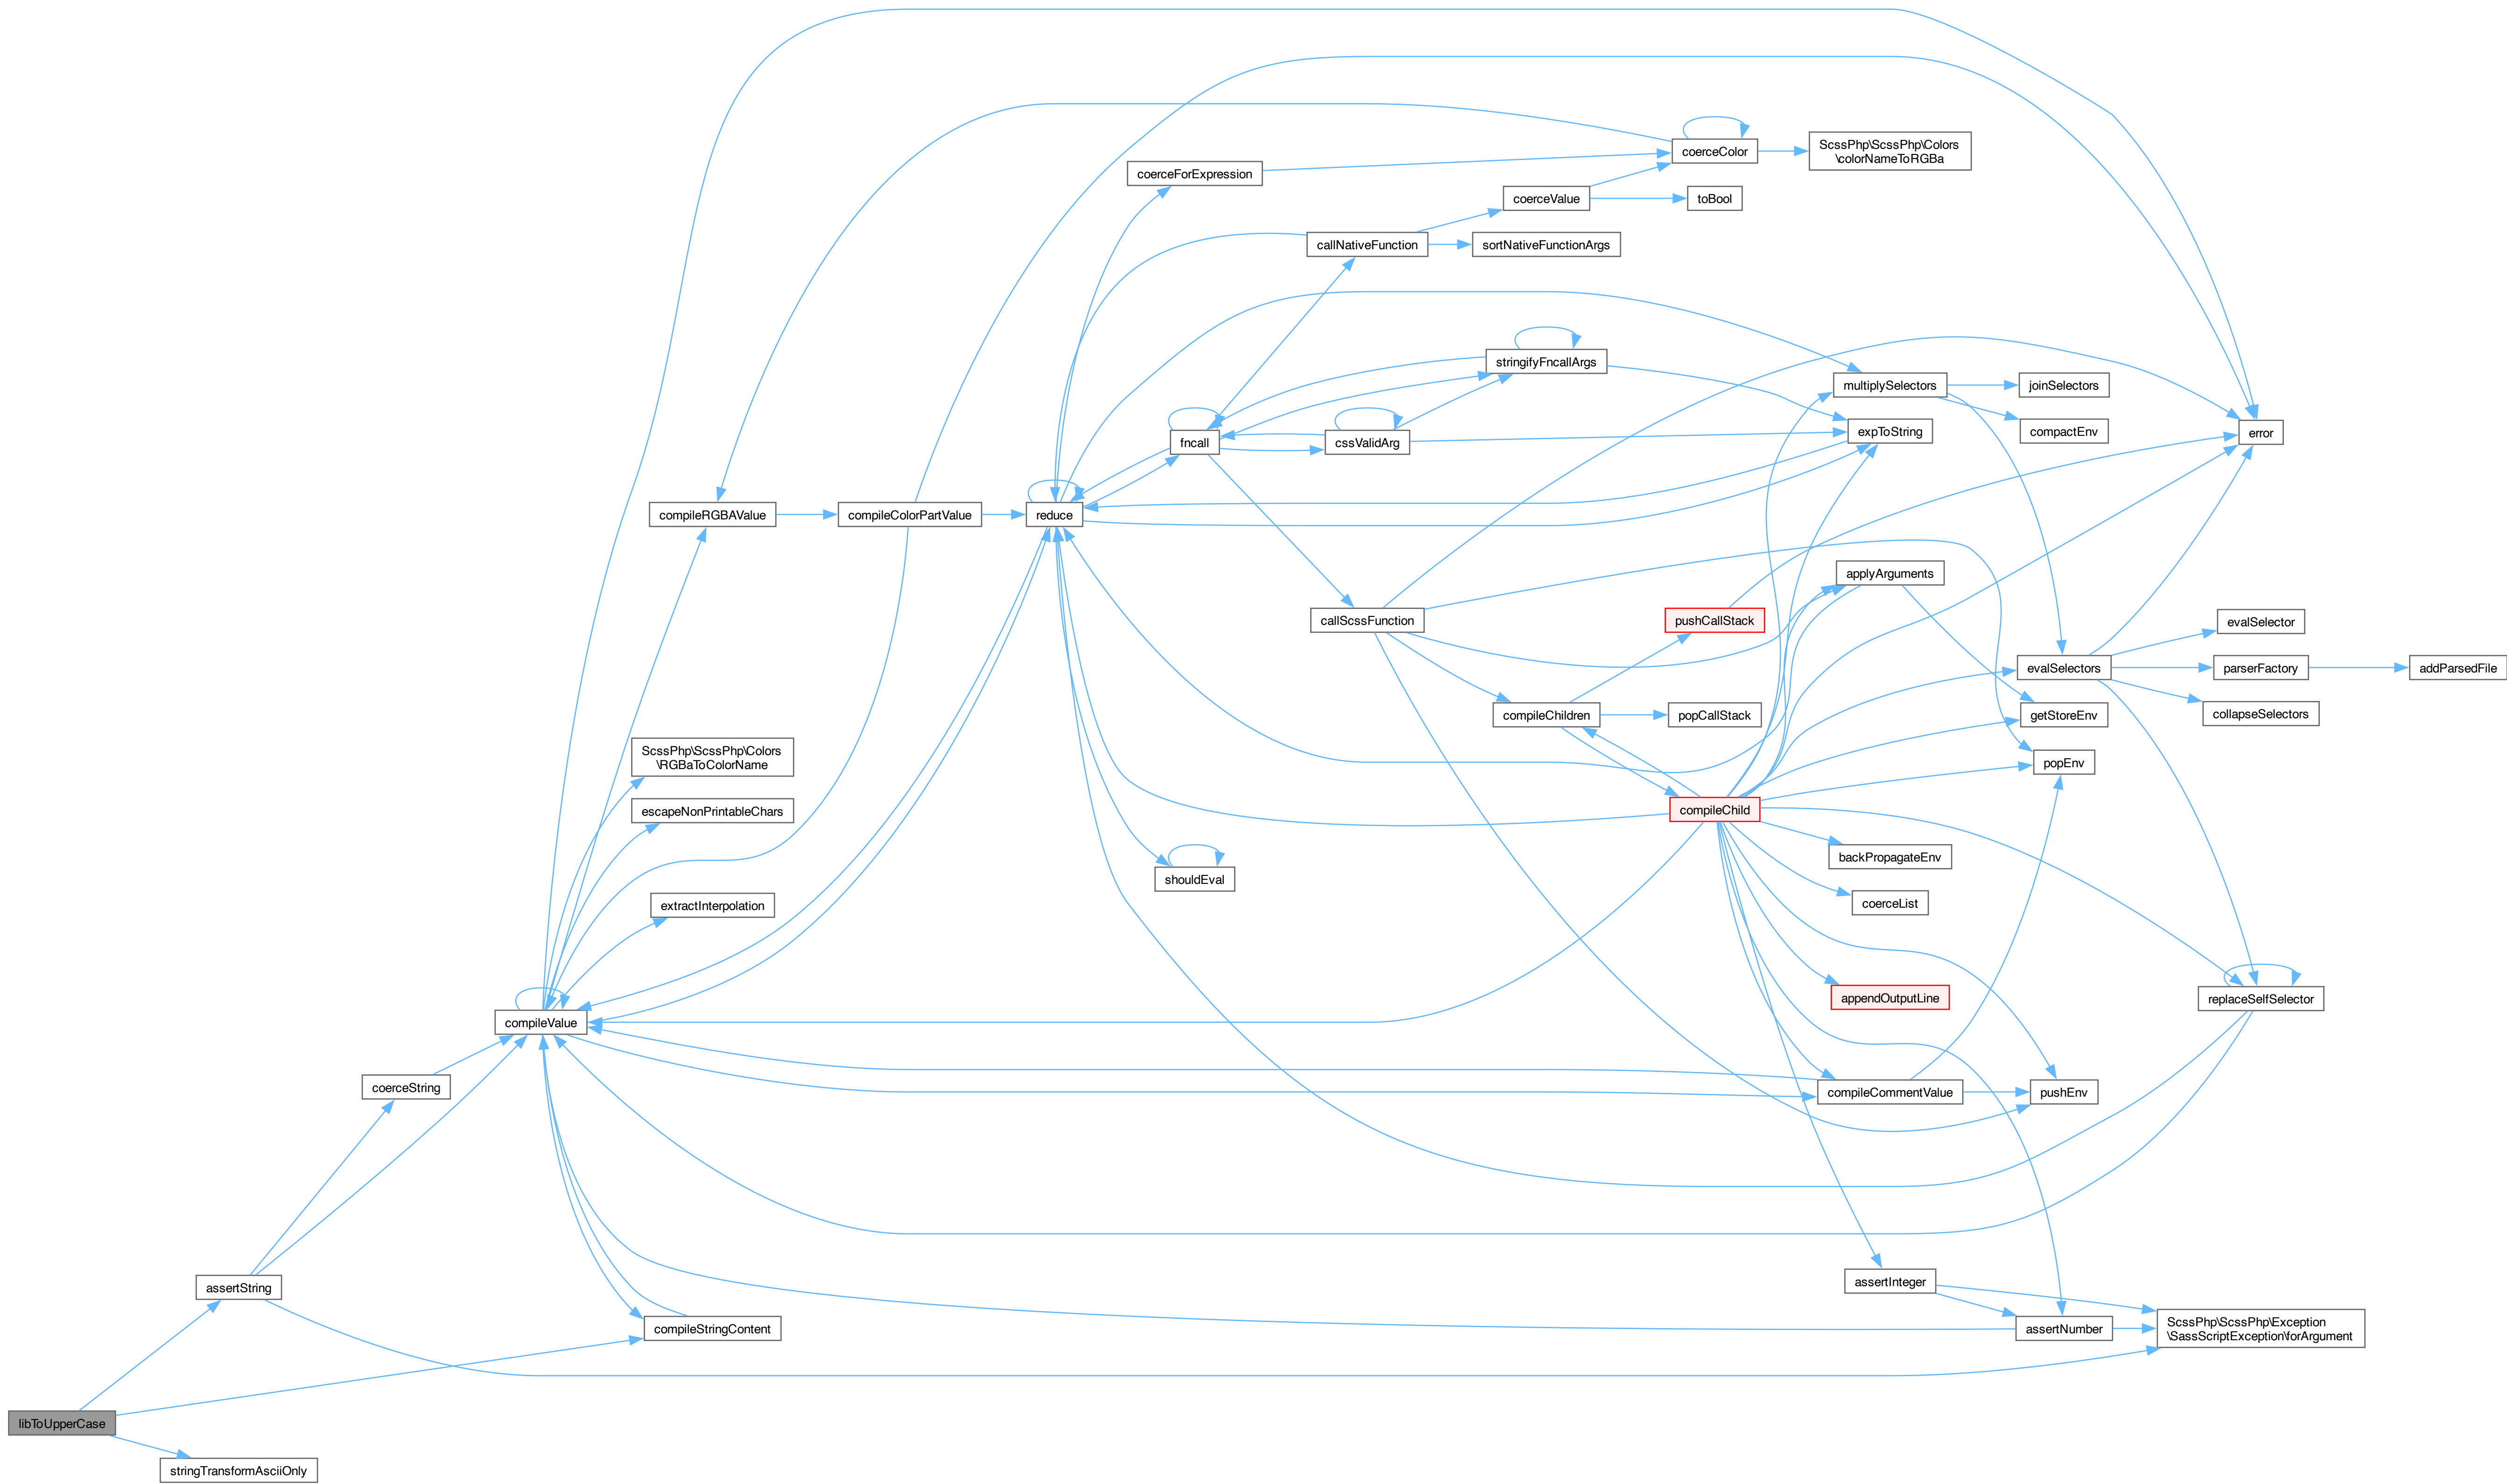 coerceColor
ScssPhp\ScssPhp\Colors
\colorNameToRGBa
coerceForExpression
coerceValue
toBool
callNativeFunction
sortNativeFunctionArgs
stringifyFncallArgs
multiplySelectors
joinSelectors
fncall
cssValidArg
expToString
compactEnv
error
compileRGBAValue
compileColorPartValue
reduce
applyArguments
callScssFunction
pushCallStack
evalSelector
evalSelectors
parserFactory
addParsedFile
compileChildren
popCallStack
getStoreEnv
collapseSelectors
ScssPhp\ScssPhp\Colors
\RGBaToColorName
popEnv
escapeNonPrintableChars
compileChild
backPropagateEnv
shouldEval
extractInterpolation
coerceList
appendOutputLine
replaceSelfSelector
compileValue
coerceString
compileCommentValue
pushEnv
assertString
assertInteger
compileStringContent
assertNumber
ScssPhp\ScssPhp\Exception
\SassScriptException\forArgument
libToUpperCase
stringTransformAsciiOnly